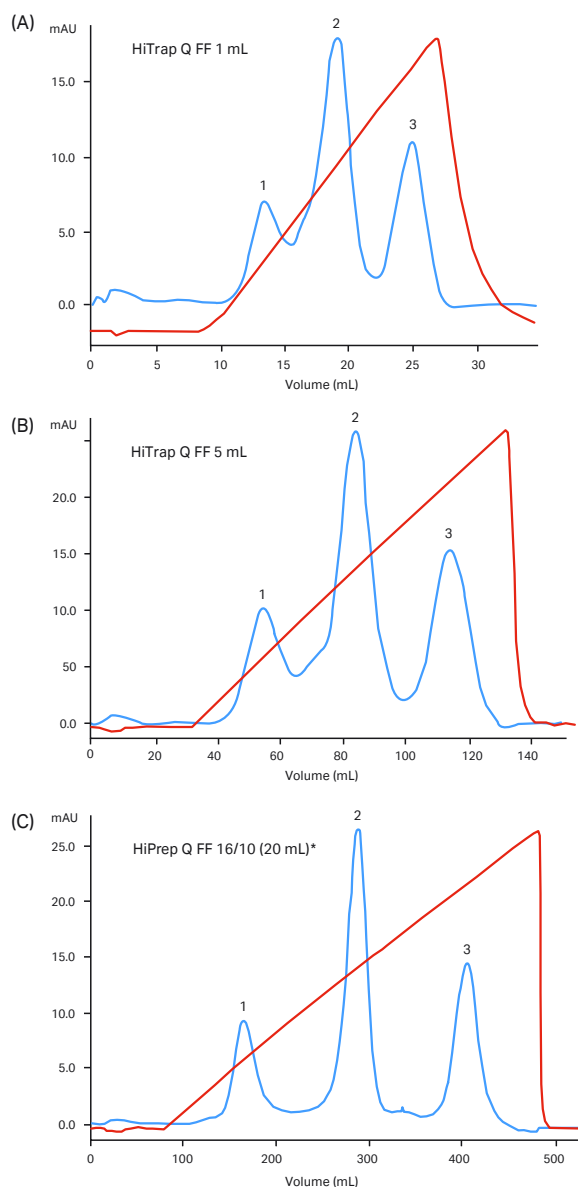 (A)
mAU
HiTrap Q FF 1 mL
2
15.0
10.0
1
3
5.0
0.0
0 5 10 15 20 25 30
Volume (mL)
(B)
mAU
HiTrap Q FF 5 mL
2
20.0
15.0
3
1
10.0
50
0.0
0 20 40 60 80 100 120 140
Volume (mL)
(C)
mAU
HiPrep Q FF 16/10 (20 mL)*
2
25.0
20.0
15.0
3
1
10.0
5.0
0.0
0 100 200 300 400 500
Volume (mL)